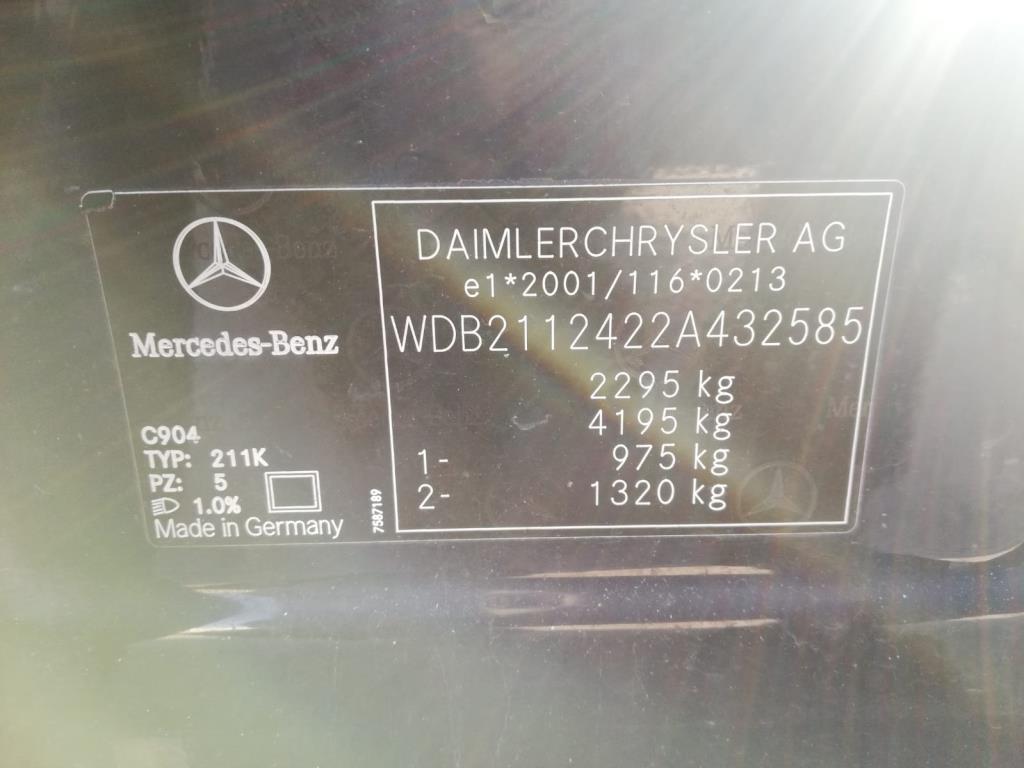 Mercedes-Benz
C904
TYP: 211K
PZ: 5
1.0%
Made in Germany
7587189
DAIMLERCHRYSLER AG
e1*2001/116*0213
WDB2112422A432585
2295 kg
4195 kg
1- 975 kg
2- 1320 kg